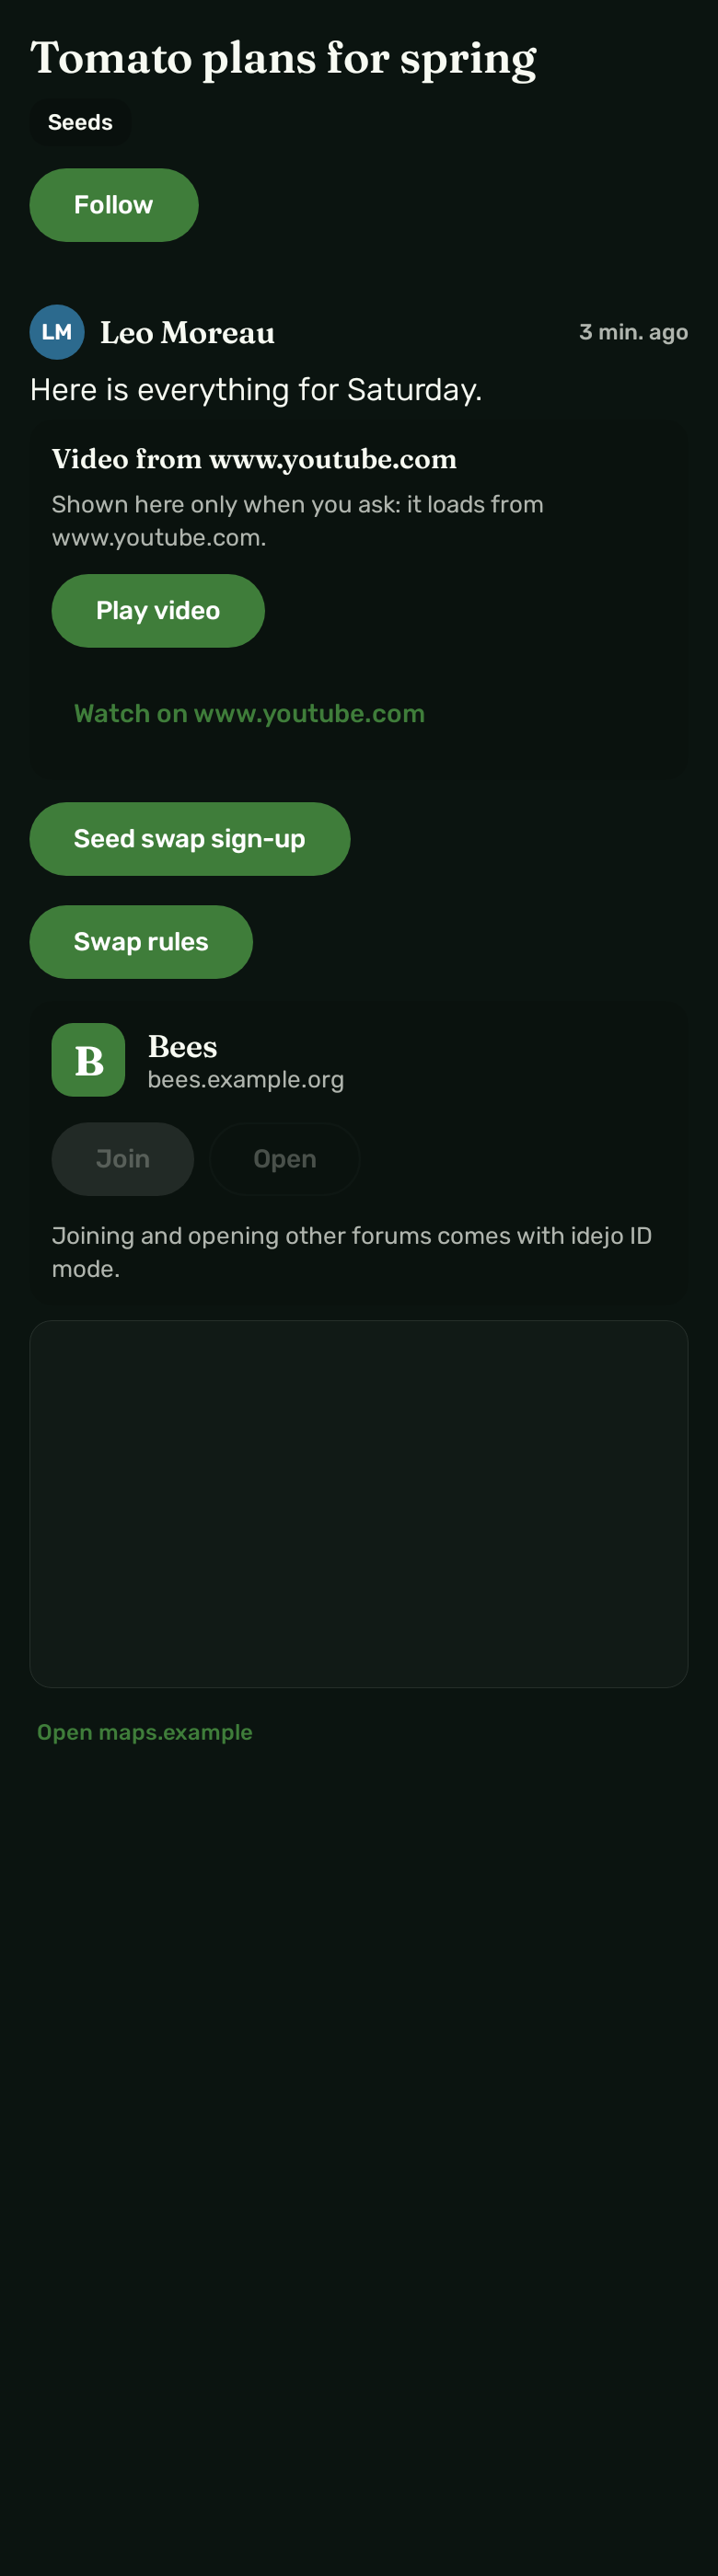 Tomato plans for spring
Seeds
Follow
LM Leo Moreau 3 min. ago
Here is everything for Saturday.
Video from www.youtube.com
Shown here only when you ask: it loads from
www.youtube.com.
Play video
Watch on www.youtube.com
Seed swap sign-up
Swap rules
B Bees
bees.example.org
Join Open
Joining and opening other forums comes with idejo ID
mode.
Open maps.example